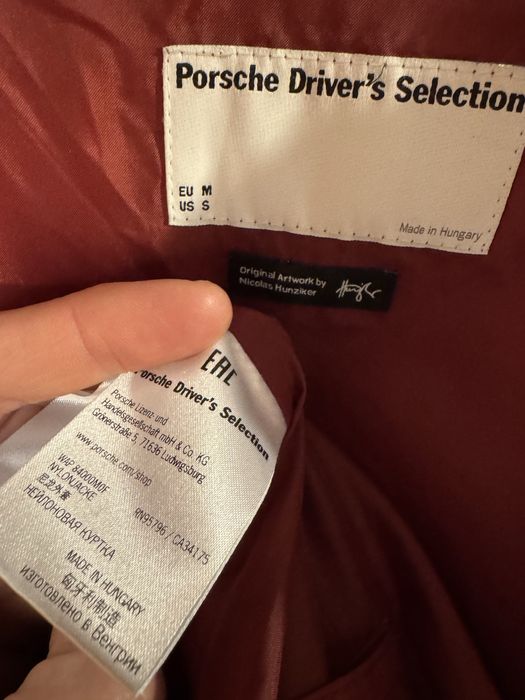 Porsche Driver's Selection
EU M
US S
Made in Hungary
Original Artwork by
Nicolas Hunziker
EAC
Porsche Driver's Selection
Porsche Lizenz und
Handelsgesellschaft mbH & Co. KG
Grönerstraße 5, 71636 Ludwigsburg
www.porsche.com/shop
RN95796 / CA34175
WAP 84000M0F
NYLONJACKE
尼龙外套
НЕЙЛОНОВАЯ КУРТКА
MADE IN HUNGARY
匈牙利制造
изготовлено в Венгрии